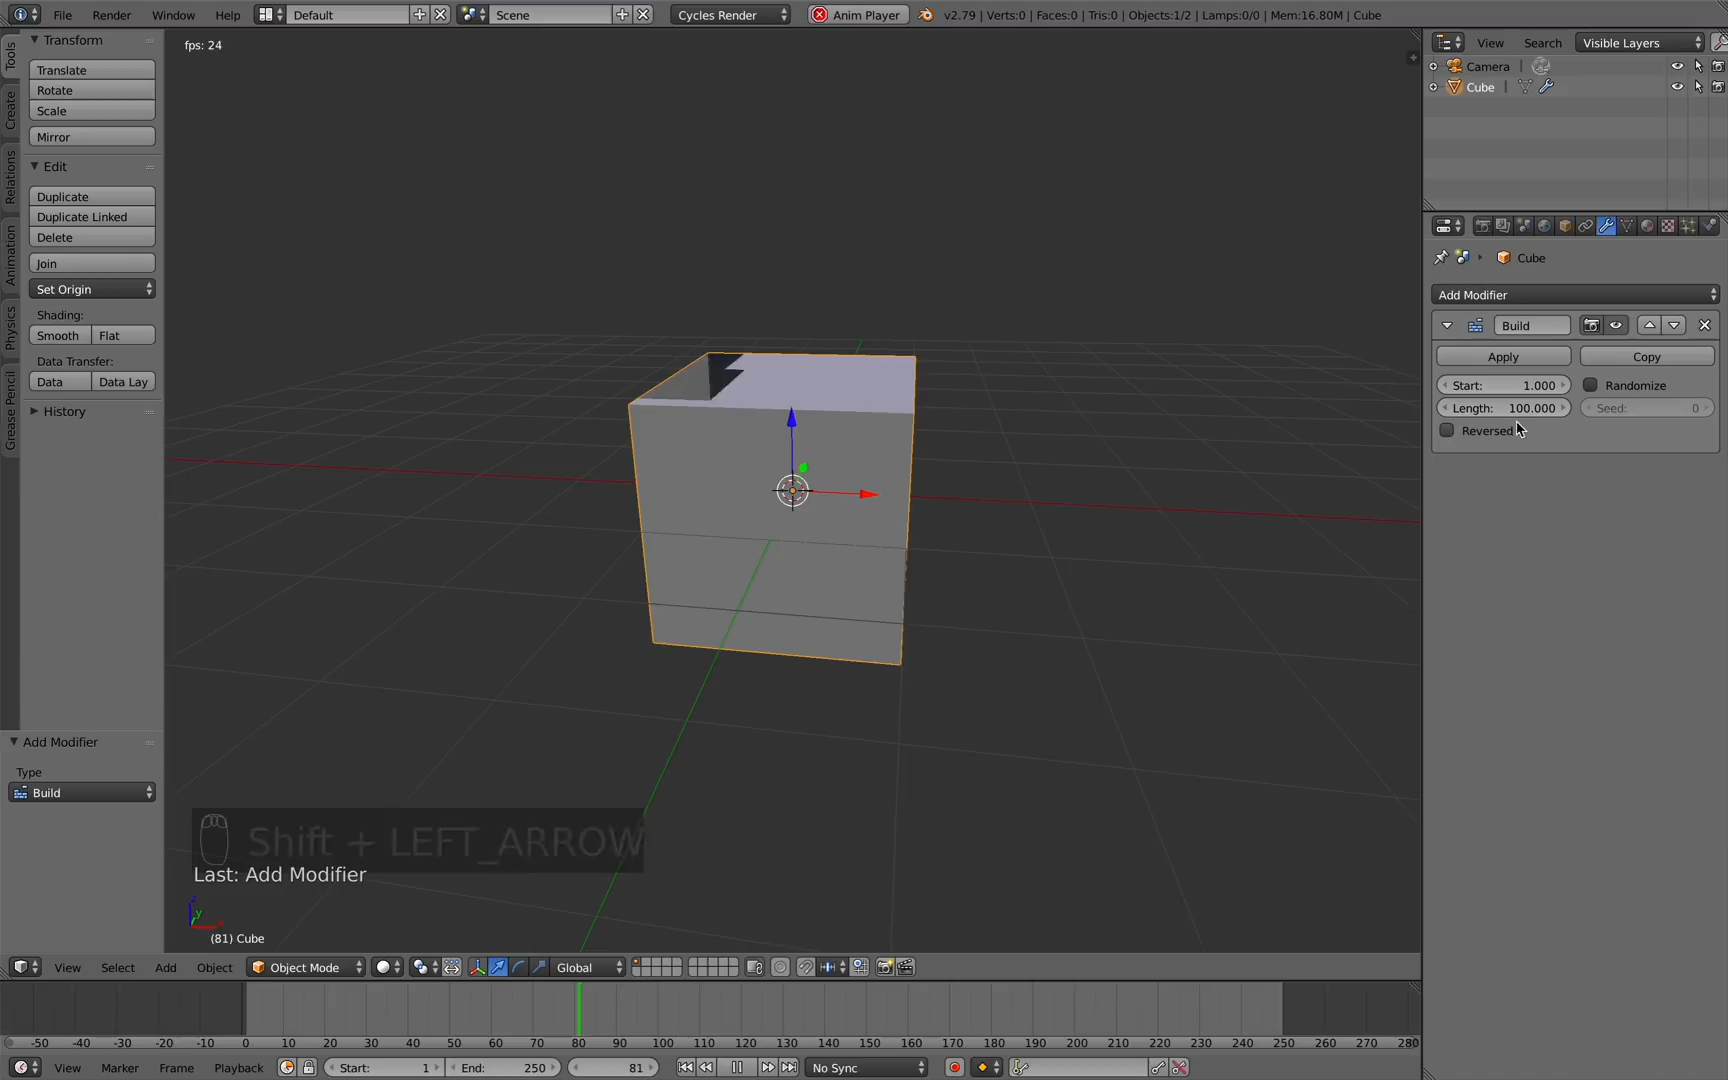 File Render Window Help Default Scene Cycles Render Anim Player v2.79 | Verts:0 | Faces:0 | Tris:0 | Objects:1/2 | Lamps:0/0 | Mem:16.80M | Cube
Tools
Create
Relations
Animation
Physics
Grease Pencil
Transform
Translate
Rotate
Scale
Mirror
Edit
Duplicate
Duplicate Linked
Delete
Join
Set Origin
Shading:
Smooth Flat
Data Transfer:
Data Data Lay
History
Add Modifier
Type
Build
fps: 24
Shift + LEFT_ARROW
Last: Add Modifier
z
y
(81) Cube
View Select Add Object Object Mode Global
View Search Visible Layers
Camera
Cube
Cube
Add Modifier
Build
Apply Copy
Start: 1.000 Randomize
Length: 100.000 Seed: 0
Reversed
-50 -40 -30 -20 -10 0 10 20 30 40 50 60 70 80 90 100 110 120 130 140 150 160 170 180 190 200 210 220 230 240 250 260 270 280
View Marker Frame Playback Start: 1 End: 250 81 No Sync